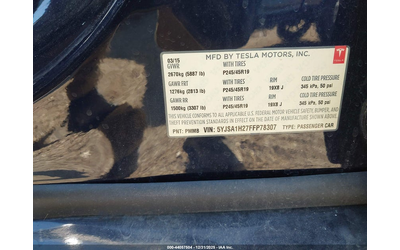 03/15 MFD BY TESLA MOTORS, INC.
GVWR WITH TIRES
2670kg (5887 lb) P245/45R19
GAWR FRT WITH TIRES RIM COLD TIRE PRESSURE
1276kg (2813 lb) P245/45R19 19X8 J 345 kPa, 50 psi
GAWR RR WITH TIRES RIM COLD TIRE PRESSURE
1500kg (3307 lb) P245/45R19 19X8 J 345 kPa, 50 psi
THIS VEHICLE CONFORMS TO ALL APPLICABLE U.S. FEDERAL MOTOR VEHICLE SAFETY, BUMPER, AND
THEFT PREVENTION STANDARDS IN EFFECT ON THE DATE OF MANUFACTURE SHOWN ABOVE.
PNT: PMMB VIN: 5YJSA1H27FFP78307 TYPE: PASSENGER CAR
TESLA